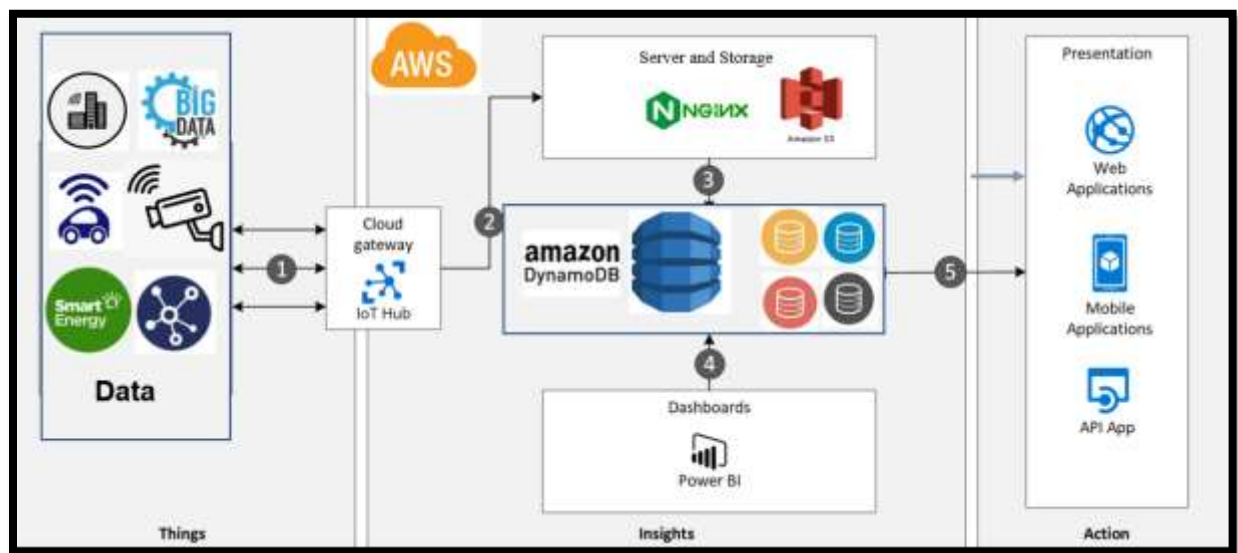 AWS
Server and Storage
NGINX
Amazon S3
BIG
DATA
Smart
Energy
Data
1
Cloud
gateway
IoT Hub
2
3
amazon
DynamoDB
4
Dashboards
Power BI
5
Presentation
Web
Applications
Mobile
Applications
API App
Things
Insights
Action